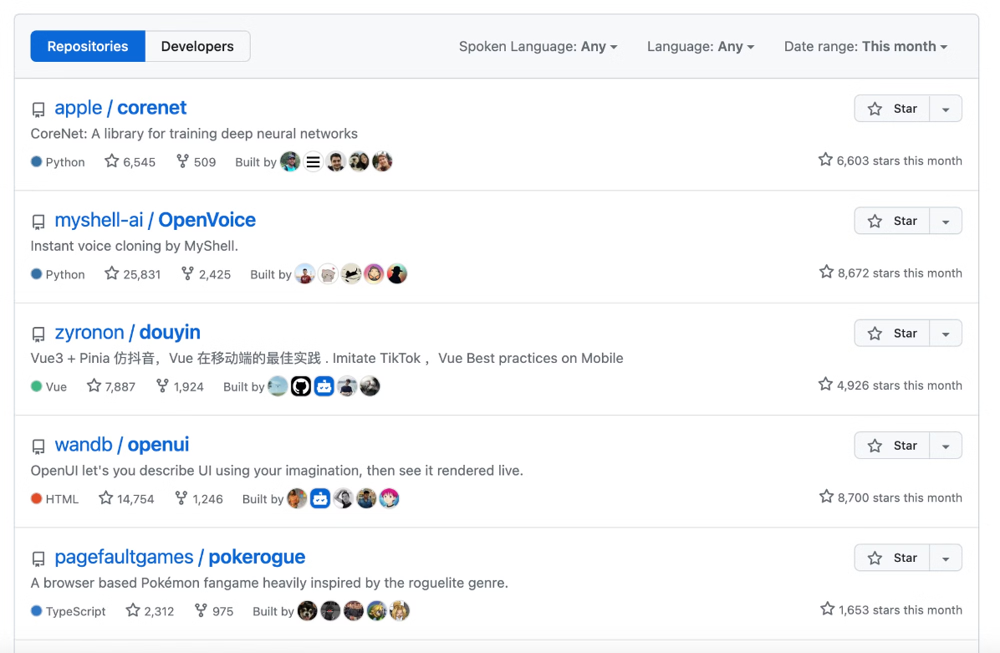 Repositories Developers Spoken Language: Any Language: Any Date range: This month
apple / corenet Star
CoreNet: A library for training deep neural networks
Python 6,545 509 Built by 6,603 stars this month
myshell-ai / OpenVoice Star
Instant voice cloning by MyShell.
Python 25,831 2,425 Built by 8,672 stars this month
zyronon / douyin Star
Vue3 + Pinia 仿抖音，Vue 在移动端的最佳实践 . Imitate TikTok ，Vue Best practices on Mobile
Vue 7,887 1,924 Built by 4,926 stars this month
wandb / openui Star
OpenUI let's you describe UI using your imagination, then see it rendered live.
HTML 14,754 1,246 Built by 8,700 stars this month
pagefaultgames / pokerogue Star
A browser based Pokémon fangame heavily inspired by the roguelite genre.
TypeScript 2,312 975 Built by 1,653 stars this month